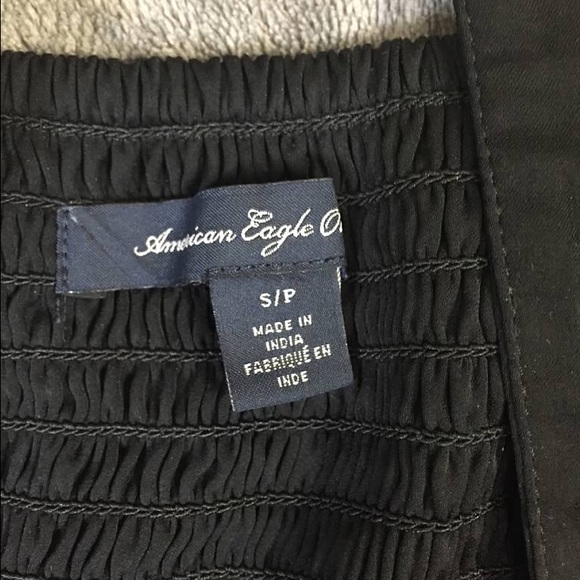 American Eagle
S/P
MADE IN
INDIA
FABRIQUÉ EN
INDE